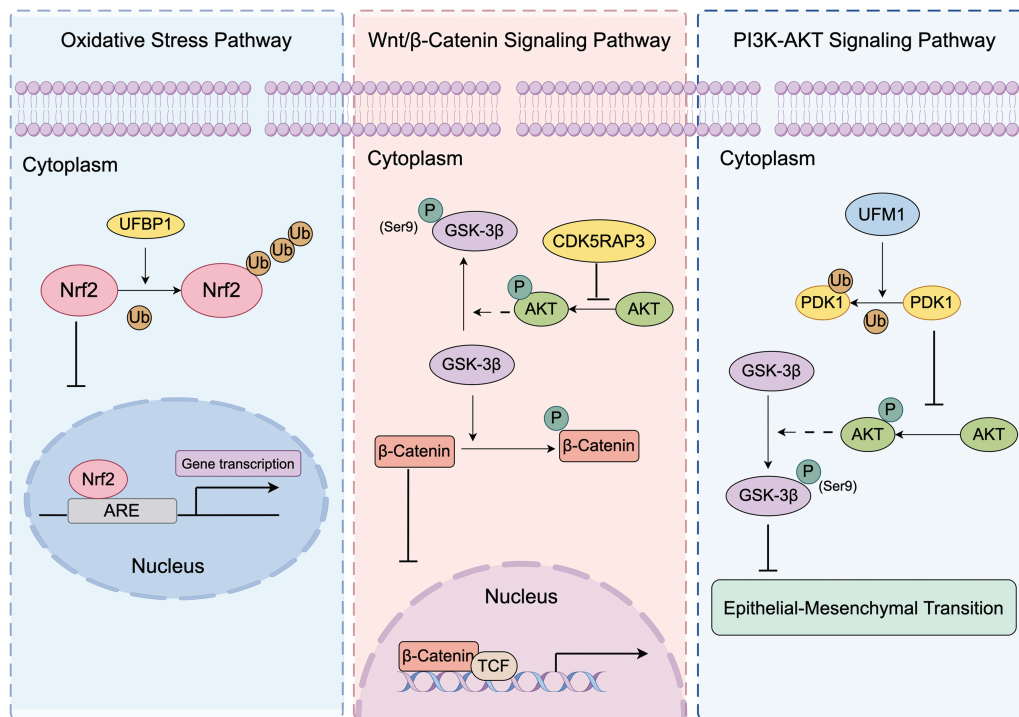 Oxidative Stress Pathway
Cytoplasm
UFBP1
Nrf2
Ub
Nrf2
Ub
Ub
Ub
Nrf2
ARE
Gene transcription
Nucleus
Wnt/β-Catenin Signaling Pathway
Cytoplasm
P
(Ser9)
GSK-3β
CDK5RAP3
P
AKT
AKT
GSK-3β
P
β-Catenin
β-Catenin
Nucleus
β-Catenin
TCF
PI3K-AKT Signaling Pathway
Cytoplasm
UFM1
Ub
PDK1
Ub
PDK1
GSK-3β
P
AKT
AKT
P
GSK-3β
(Ser9)
Epithelial-Mesenchymal Transition